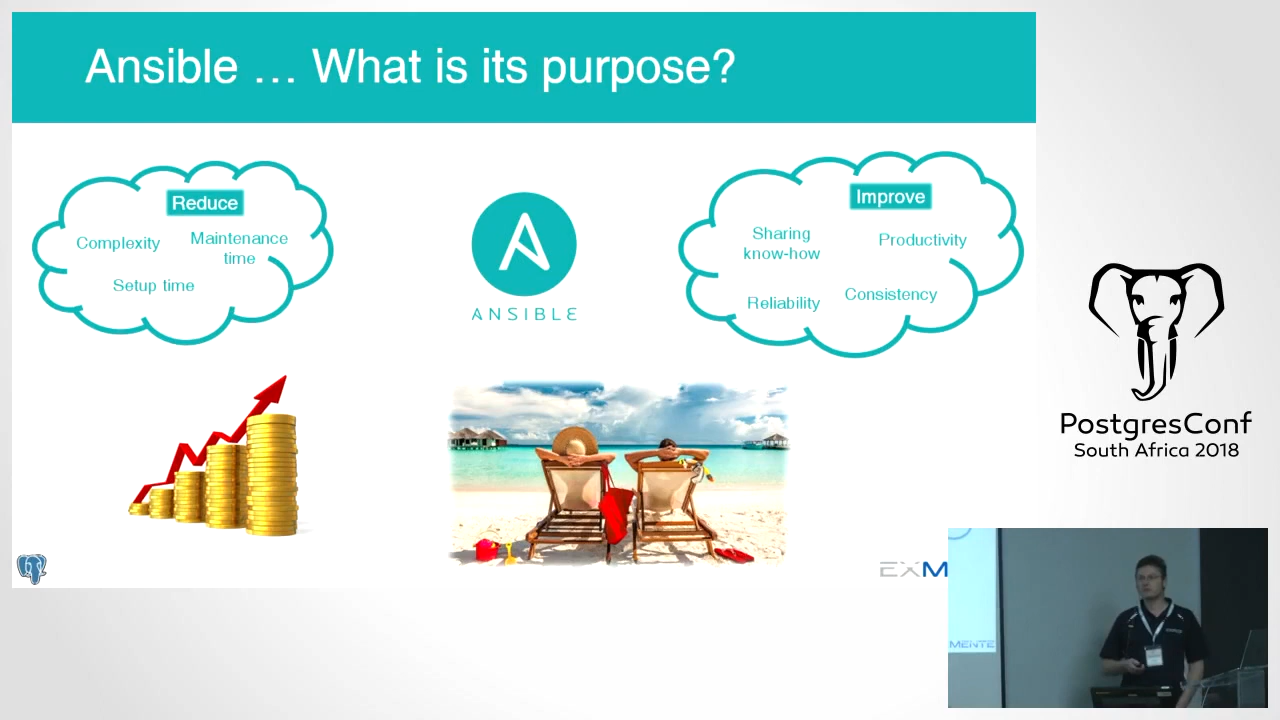 Ansible … What is its purpose?
Reduce
Complexity
Maintenance
time
Setup time
ANSIBLE
Improve
Sharing
know-how
Productivity
Reliability
Consistency
EXM
PostgresConf
South Africa 2018
MENTE